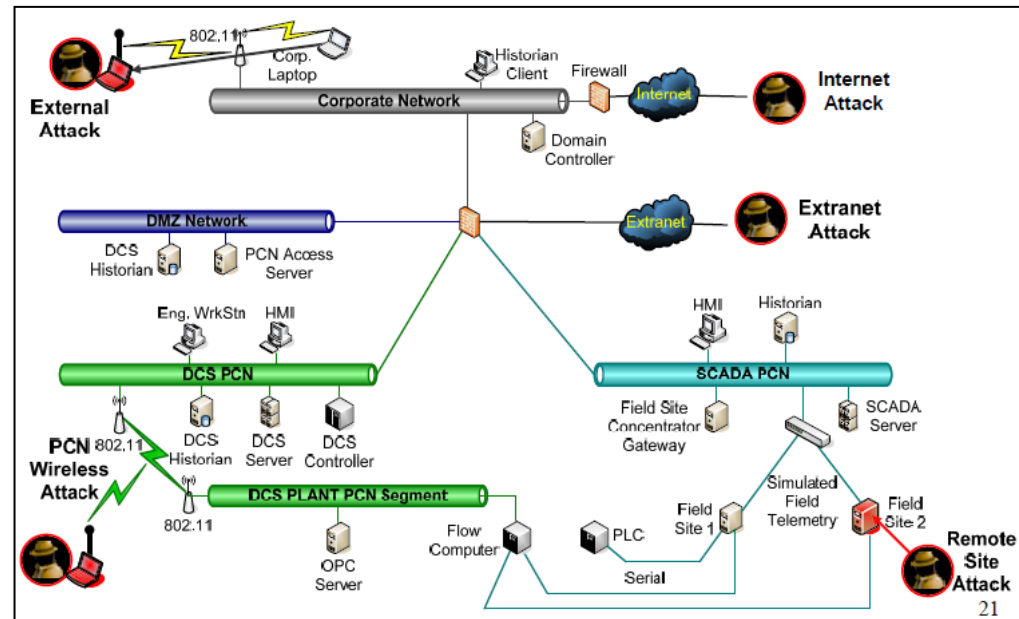 802.11
Corp.
Laptop
External
Attack
Historian
Client
Firewall
Internet
Internet
Attack
Corporate Network
Domain
Controller
DMZ Network
DCS
Historian
PCN Access
Server
Extranet
Extranet
Attack
Eng. WrkStn
HMI
DCS PCN
802.11
DCS
Historian
DCS
Server
DCS
Controller
HMI
Historian
SCADA PCN
Field Site
Concentrator
Gateway
SCADA
Server
PCN
Wireless
Attack
802.11
DCS PLANT PCN Segment
OPC
Server
Flow
Computer
PLC
Serial
Field
Site 1
Simulated
Field
Telemetry
Field
Site 2
Remote
Site
Attack
21